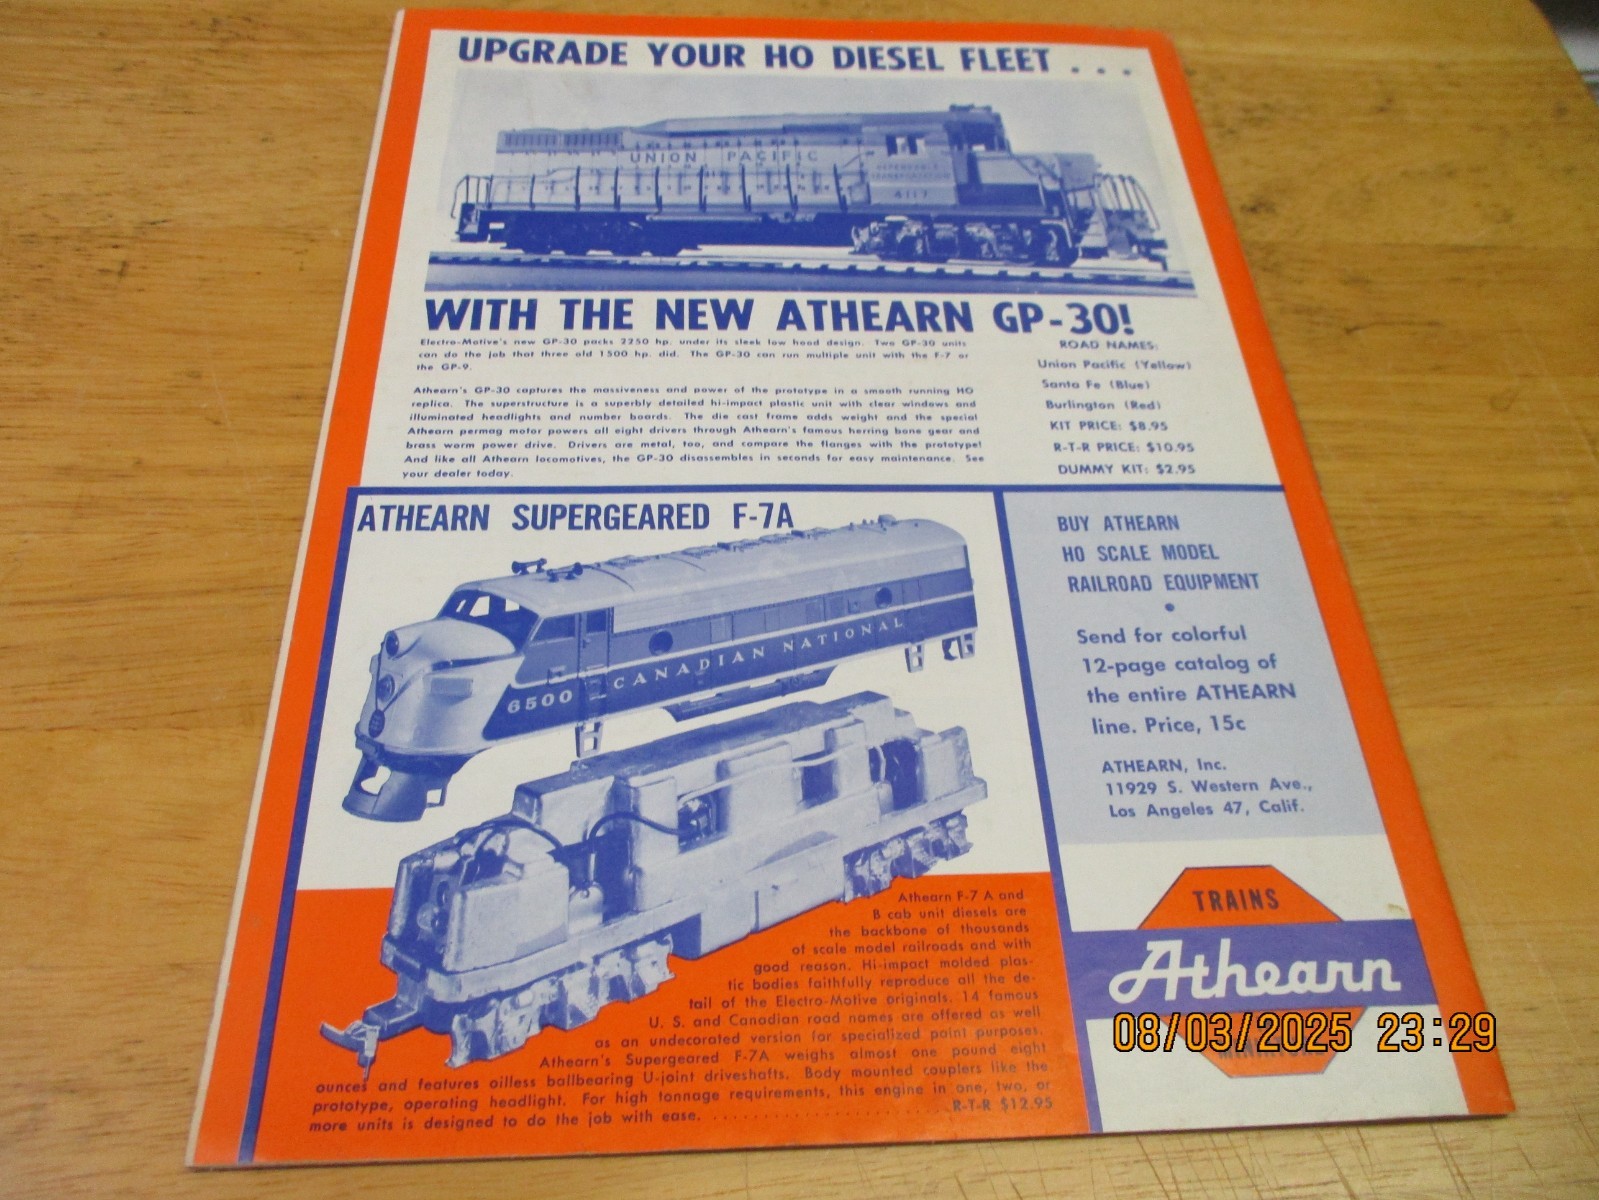 UPGRADE YOUR HO DIESEL FLEET . . .
UNION PACIFIC
4117
WITH THE NEW ATHEARN GP-30!
Electro-Motive's new GP-30 packs 2250 hp. under its sleek low hood design. Two GP-30 units
can do the job that three old 1500 hp. did. The GP-30 can run multiple unit with the F-7 or
the GP-9.
Athearn's GP-30 captures the massiveness and power of the prototype in a smooth running HO
replica. The superstructure is a superbly detailed hi-impact plastic unit with clear windows and
illuminated headlights and number boards. The die cast frame adds weight and the special
Athearn permag motor powers all eight drivers through Athearn's famous herring bone gear and
brass worm power drive. Drivers are metal, too, and compare the flanges with the prototype!
And like all Athearn locomotives, the GP-30 disassembles in seconds for easy maintenance. See
your dealer today.
ROAD NAMES:
Union Pacific (Yellow)
Santa Fe (Blue)
Burlington (Red)
KIT PRICE: $8.95
R-T-R PRICE: $10.95
DUMMY KIT: $2.95
ATHEARN SUPERGEARED F-7A
6500 CANADIAN NATIONAL
Athearn F-7 A and
B cab unit diesels are
the backbone of thousands
of scale model railroads and with
good reason. Hi-impact molded plas-
tic bodies faithfully reproduce all the de-
tail of the Electro-Motive originals. 14 famous
U. S. and Canadian road names are offered as well
as an undecorated version for specialized paint purposes.
Athearn's Supergeared F-7A weighs almost one pound eight
ounces and features oilless ballbearing U-joint driveshafts. Body mounted couplers like the
prototype, operating headlight. For high tonnage requirements, this engine in one, two, or
more units is designed to do the job with ease. . . . . . . . . . . . . . . . . . . . . . R-T-R $12.95
BUY ATHEARN
HO SCALE MODEL
RAILROAD EQUIPMENT
•
Send for colorful
12-page catalog of
the entire ATHEARN
line. Price, 15c
ATHEARN, Inc.
11929 S. Western Ave.,
Los Angeles 47, Calif.
TRAINS
Athearn
08/03/2025 23:29